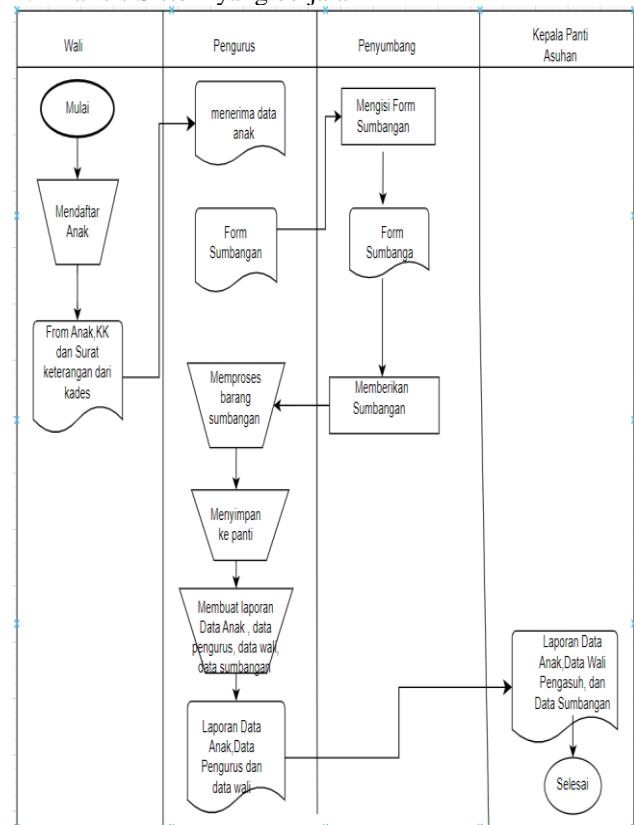 Wali
Pengurus
Penyumbang
Kepala Panti
Asuhan
Mulai
Mendaftar
Anak
From Anak,KK
dan Surat
keterangan dari
kades
menerima data
anak
Form
Sumbangan
Mengisi Form
Sumbangan
Form
Sumbanga
Memberikan
Sumbangan
Memproses
barang
sumbangan
Menyimpan
ke panti
Membuat laporan
Data Anak , data
pengurus, data wali,
data sumbangan
Laporan Data
Anak,Data
Pengurus dan
data wali
Laporan Data
Anak,Data Wali
Pengasuh, dan
Data Sumbangan
Selesai